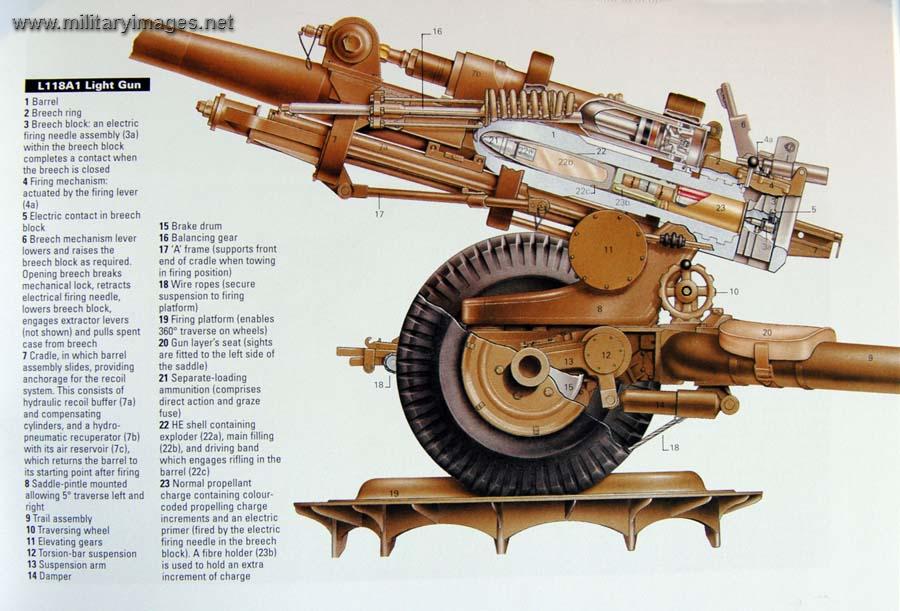 www.militaryimages.net
L118A1 Light Gun
1 Barrel
2 Breech ring
3 Breech block: an electric
firing needle assembly (3a)
within the breech block
completes a contact when
the breech is closed
4 Firing mechanism:
actuated by the firing lever
(4a)
5 Electric contact in breech
block
6 Breech mechanism lever
lowers and raises the
breech block as required.
Opening breech breaks
mechanical lock, retracts
electrical firing needle,
lowers breech block,
engages extractor levers
(not shown) and pulls spent
case from breech
7 Cradle, in which barrel
assembly slides, providing
anchorage for the recoil
system. This consists of
hydraulic recoil buffer (7a)
and compensating
cylinders, and a hydro-
pneumatic recuperator (7b)
with its air reservoir (7c),
which returns the barrel to
its starting point after firing
8 Saddle-pintle mounted
allowing 5° traverse left and
right
9 Trail assembly
10 Traversing wheel
11 Elevating gears
12 Torsion-bar suspension
13 Suspension arm
14 Damper
15 Brake drum
16 Balancing gear
17 'A' frame (supports front
end of cradle when towing
in firing position)
18 Wire ropes (secure
suspension to firing
platform)
19 Firing platform (enables
360° traverse on wheels)
20 Gun layer's seat (sights
are fitted to the left side of
the saddle)
21 Separate-loading
ammunition (comprises
direct action and graze
fuse)
22 HE shell containing
exploder (22a), main filling
(22b), and driving band
which engages rifling in the
barrel (22c)
23 Normal propellant
charge containing colour-
coded propelling charge
increments and an electric
primer (fired by the electric
firing needle in the breech
block). A fibre holder (23b)
is used to hold an extra
increment of charge
16
7b
6
4a
1
21
22a
22
22b
4
7
7a
22c
23b
23
3
5
2
17
11
10
8
20
9
12
13
15
18
14
18
19